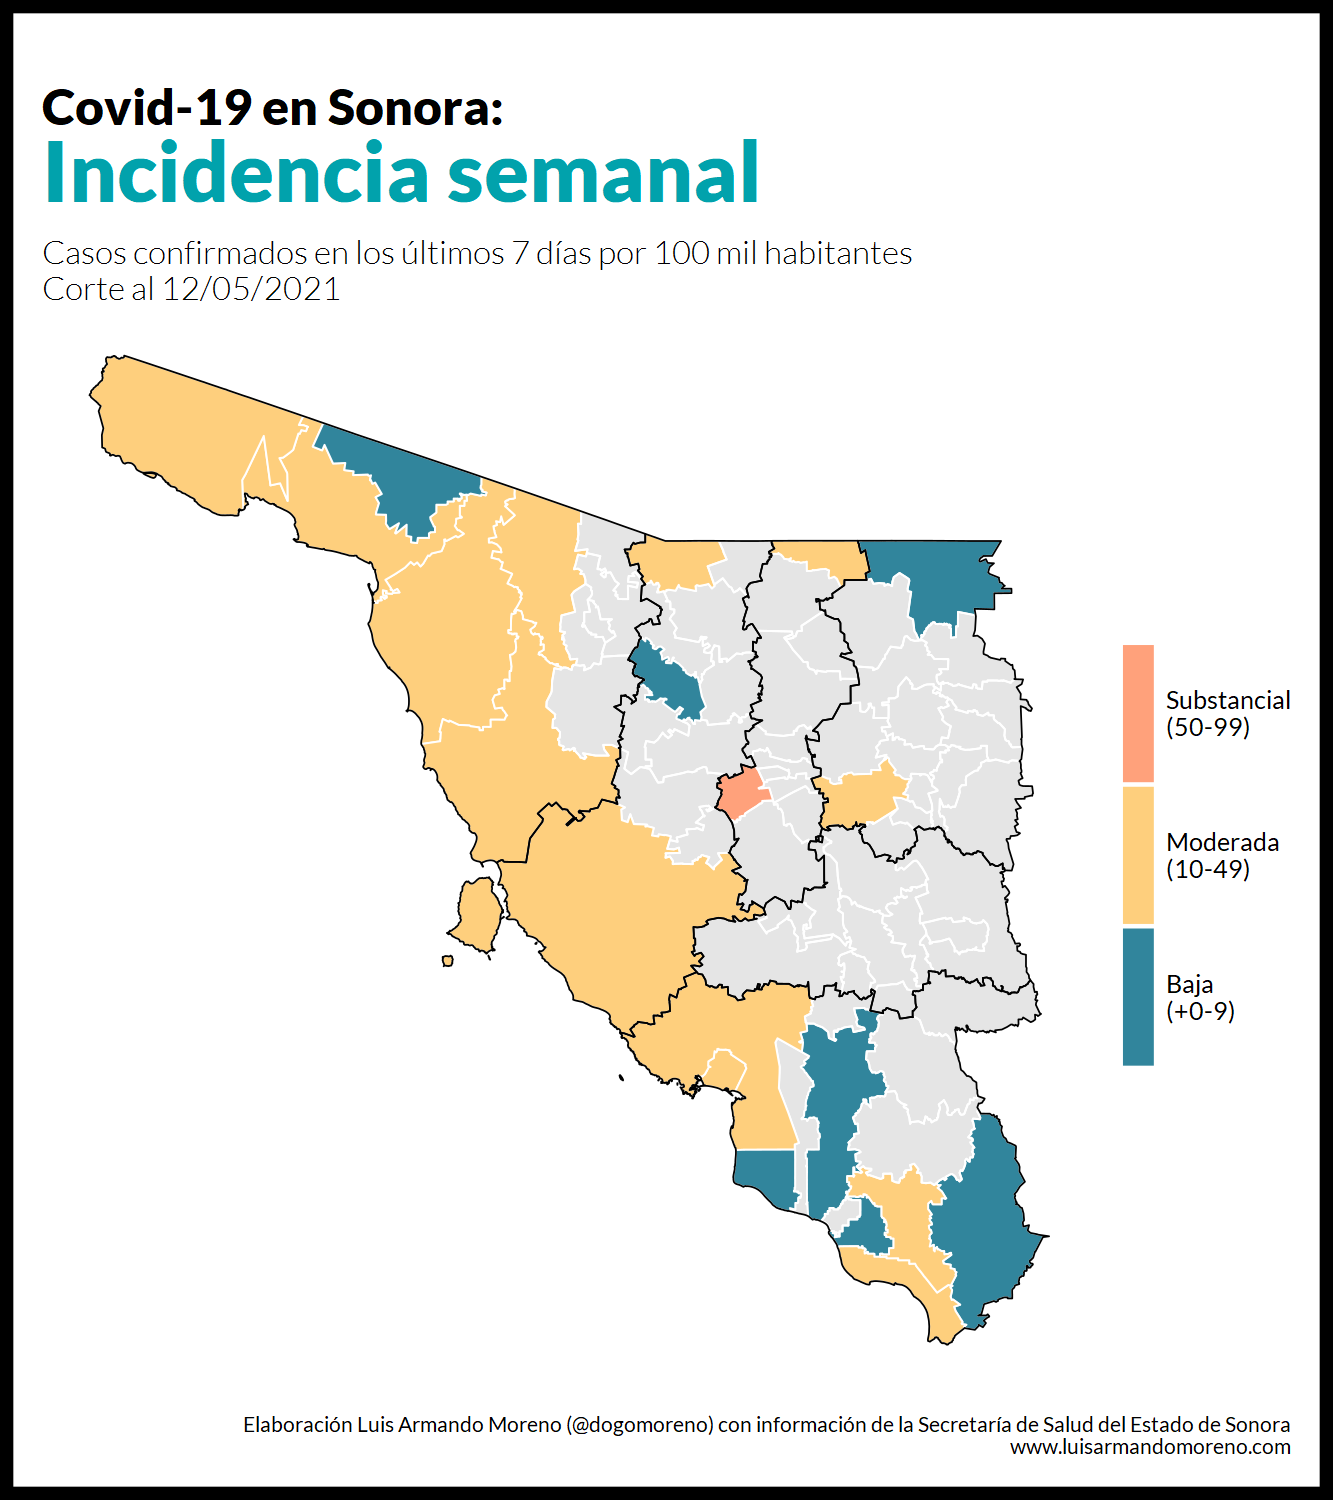 Covid-19 en Sonora:
Incidencia semanal
Casos confirmados en los últimos 7 días por 100 mil habitantes
Corte al 12/05/2021
Substancial
(50-99)
Moderada
(10-49)
Baja
(+0-9)
Elaboración Luis Armando Moreno (@dogomoreno) con información de la Secretaría de Salud del Estado de Sonora
www.luisarmandomoreno.com